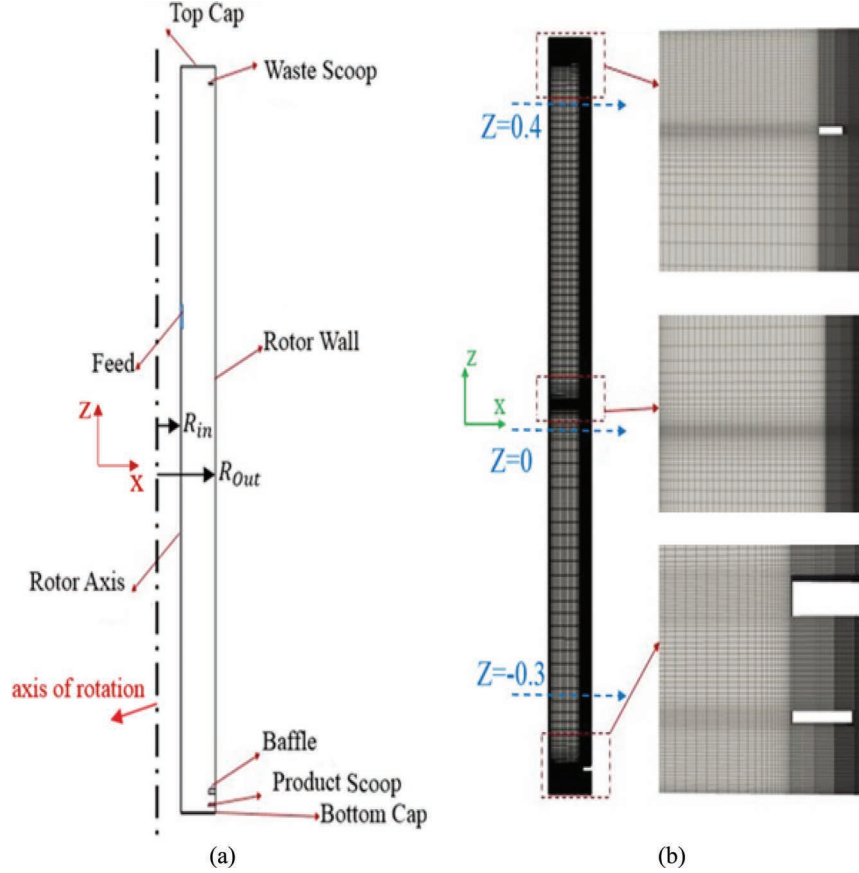 Top Cap
Waste Scoop
Feed
Rotor Wall
Z
X
R_in
R_Out
Rotor Axis
axis of rotation
Baffle
Product Scoop
Bottom Cap
(a)
Z=0.4
Z
X
Z=0
Z=-0.3
(b)